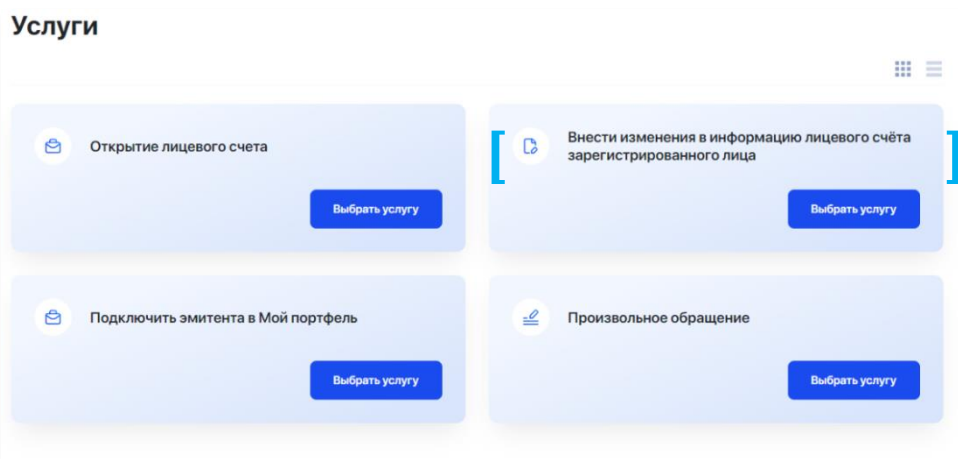 Услуги
Открытие лицевого счета
Выбрать услугу
Внести изменения в информацию лицевого счёта
зарегистрированного лица
Выбрать услугу
Подключить эмитента в Мой портфель
Выбрать услугу
Произвольное обращение
Выбрать услугу